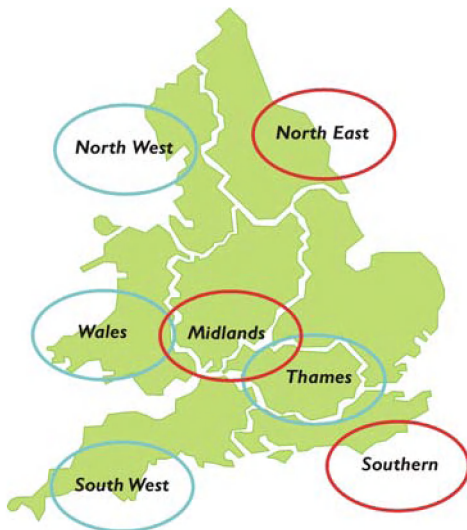 North West
North East
Wales
Midlands
Thames
South West
Southern